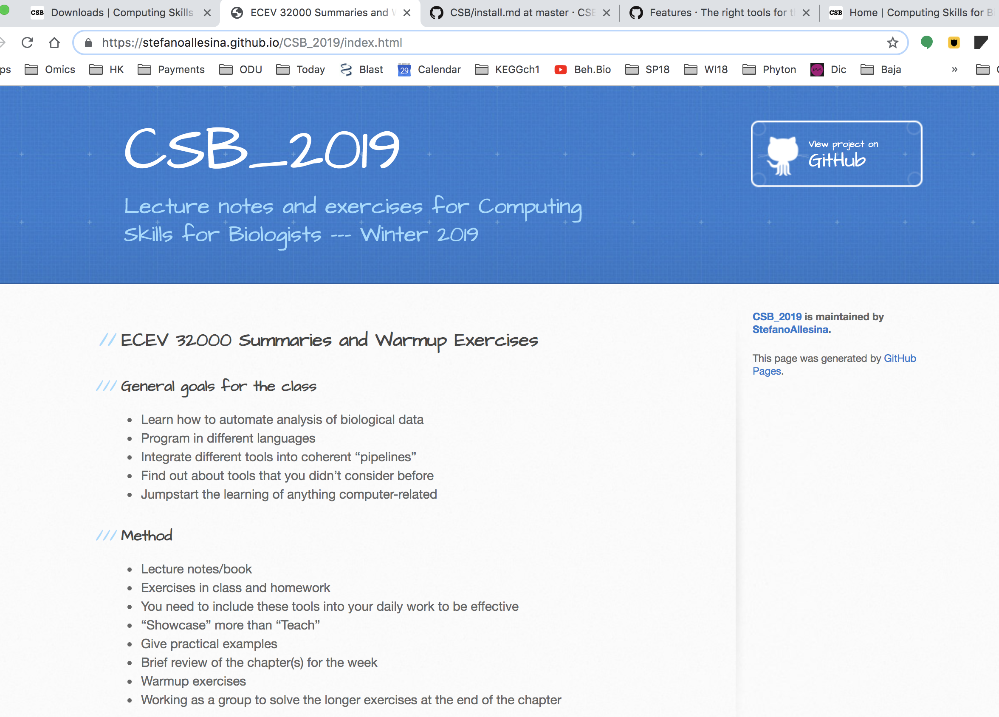 CSB Downloads | Computing Skills
ECEV 32000 Summaries and
CSB/install.md at master · CSB
Features · The right tools for
CSB Home | Computing Skills for
https://stefanoallesina.github.io/CSB_2019/index.html
ps Omics HK Payments ODU Today Blast 29 Calendar KEGGch1 Beh.Bio SP18 WI18 Phyton Dic Baja »
CSB_2019
Lecture notes and exercises for Computing
Skills for Biologists --- Winter 2019
View project on
GitHub
// ECEV 32000 Summaries and Warmup Exercises
/// General goals for the class
• Learn how to automate analysis of biological data
• Program in different languages
• Integrate different tools into coherent “pipelines”
• Find out about tools that you didn’t consider before
• Jumpstart the learning of anything computer-related
/// Method
• Lecture notes/book
• Exercises in class and homework
• You need to include these tools into your daily work to be effective
• “Showcase” more than “Teach”
• Give practical examples
• Brief review of the chapter(s) for the week
• Warmup exercises
• Working as a group to solve the longer exercises at the end of the chapter
CSB_2019 is maintained by
StefanoAllesina.
This page was generated by GitHub
Pages.